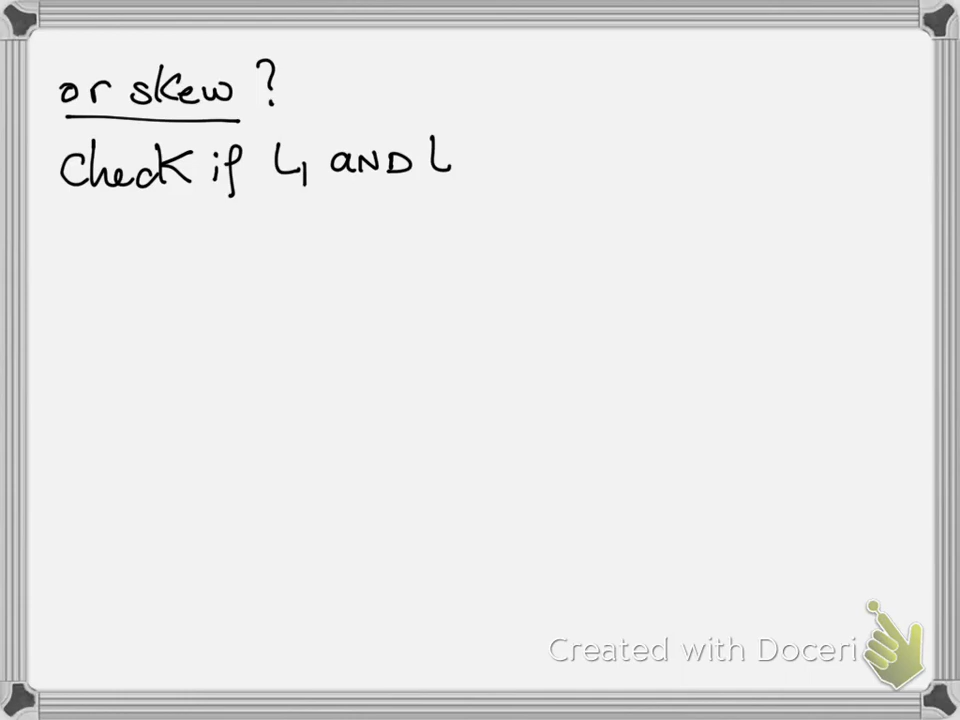 or skew ?
Check if L1 AND L
Created with Doceri